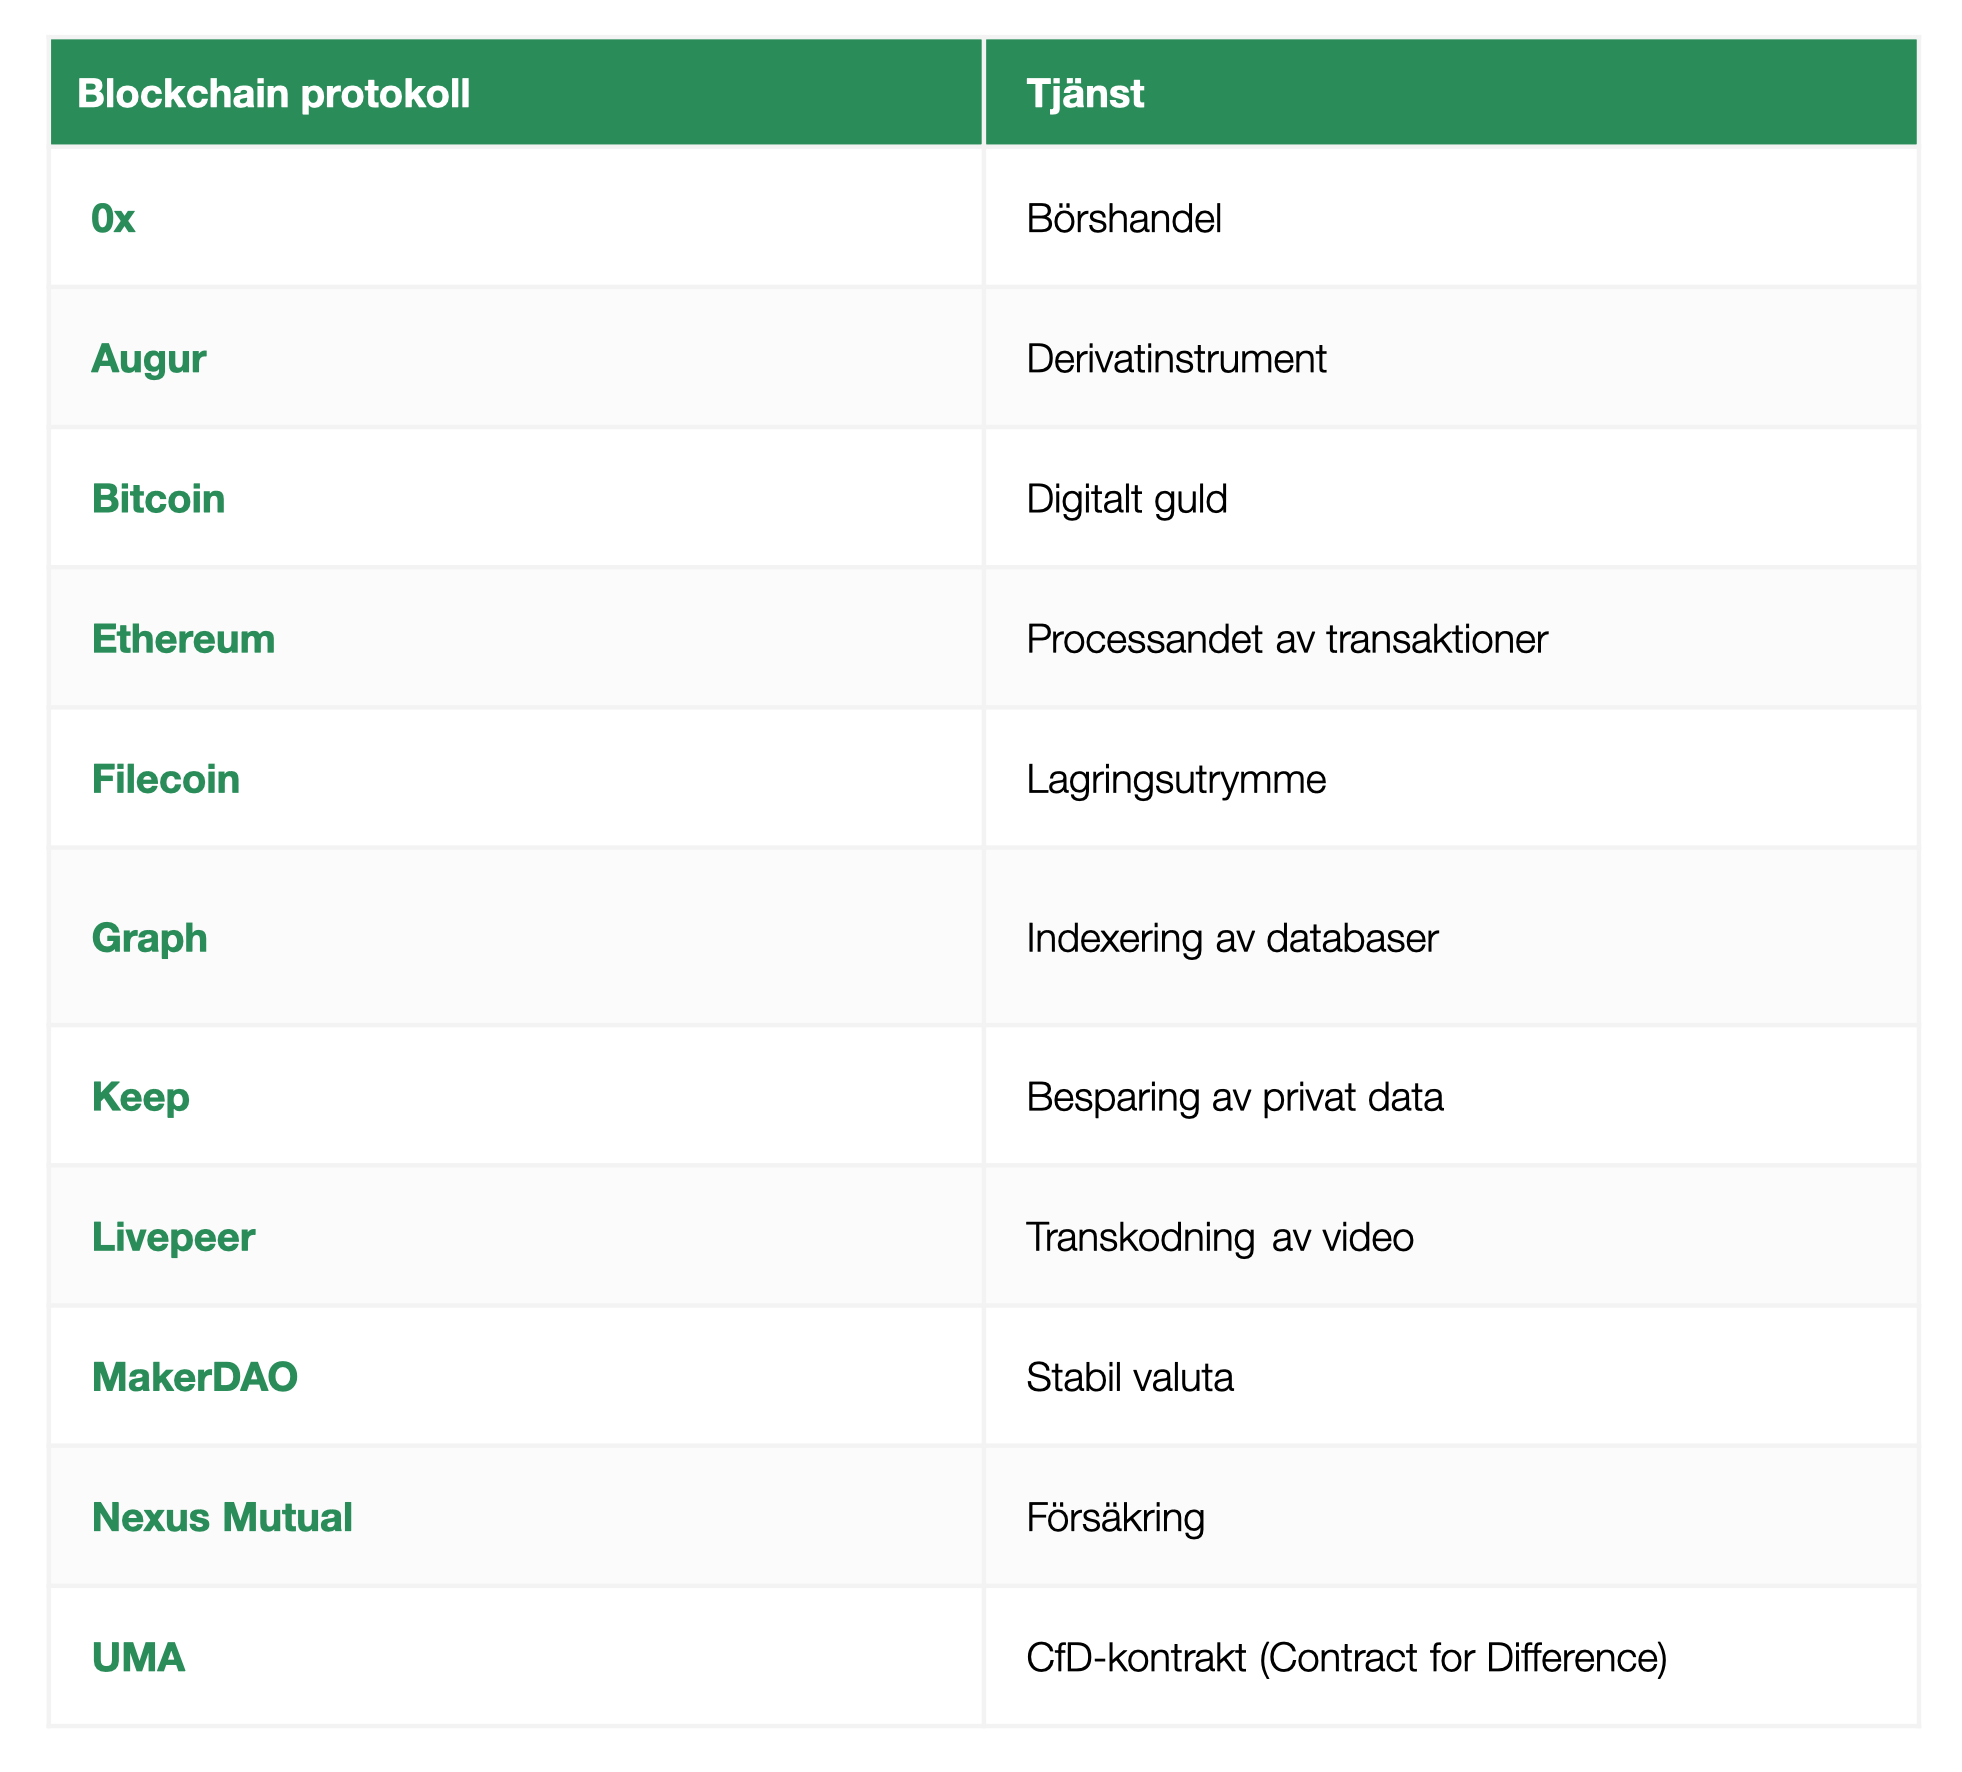 Blockchain protokoll Tjänst
0x Börshandel
Augur Derivatinstrument
Bitcoin Digitalt guld
Ethereum Processandet av transaktioner
Filecoin Lagringsutrymme
Graph Indexering av databaser
Keep Besparing av privat data
Livepeer Transkodning av video
MakerDAO Stabil valuta
Nexus Mutual Försäkring
UMA CfD-kontrakt (Contract for Difference)